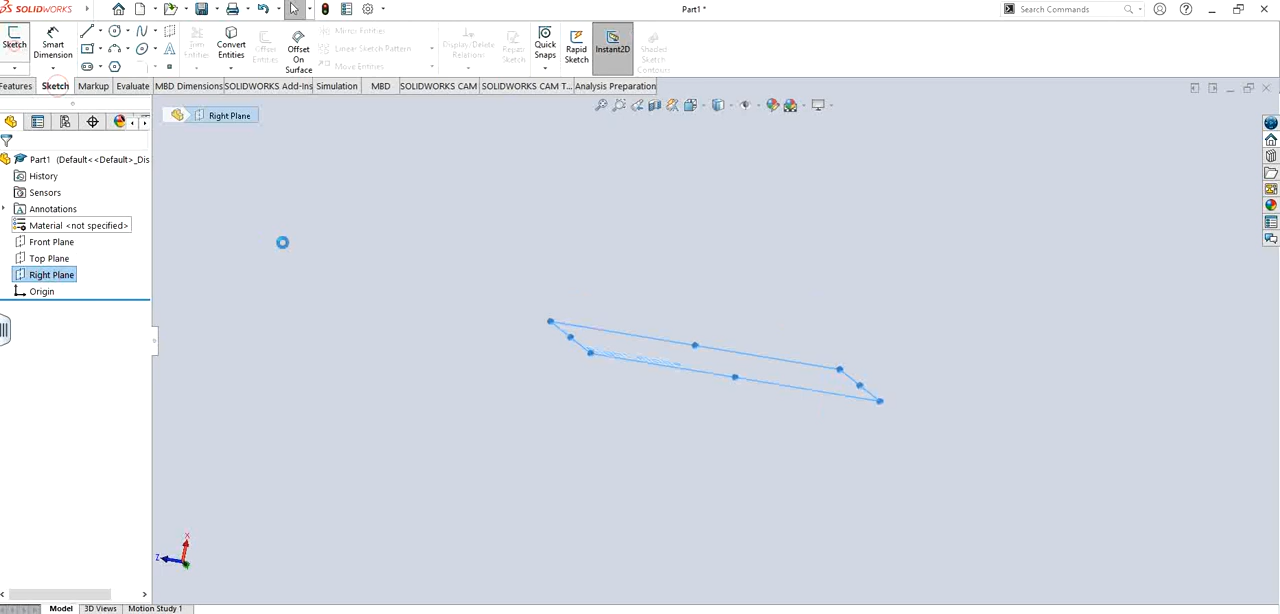 SOLIDWORKS
Part1 *
Search Commands
Sketch
Smart Dimension
Trim Entities
Convert Entities
Offset Entities
Offset On Surface
Mirror Entities
Linear Sketch Pattern
Move Entities
Display/Delete Relations
Repair Sketch
Quick Snaps
Rapid Sketch
Instant2D
Shaded Sketch Contours
Features
Sketch
Markup
Evaluate
MBD Dimensions
SOLIDWORKS Add-Ins
Simulation
MBD
SOLIDWORKS CAM
SOLIDWORKS CAM T...
Analysis Preparation
Right Plane
Part1 (Default<<Default>_Dis
History
Sensors
Annotations
Material <not specified>
Front Plane
Top Plane
Right Plane
Origin
X
Z
Model
3D Views
Motion Study 1